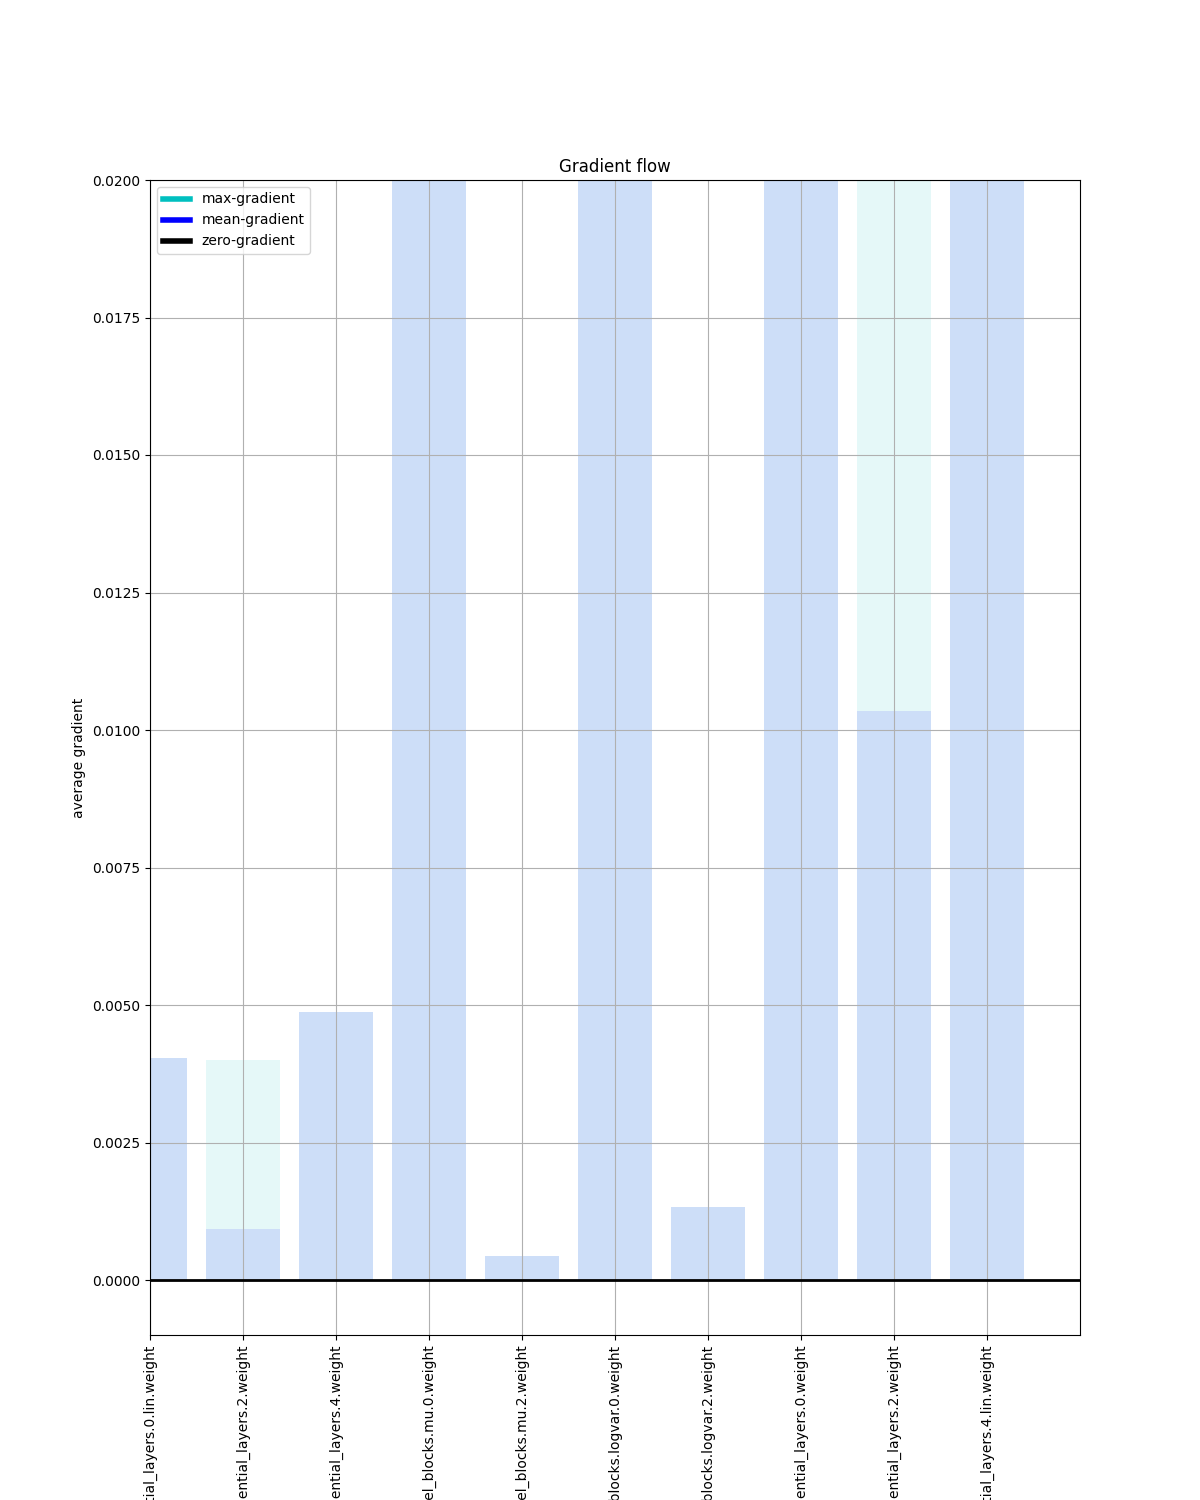 Gradient flow
max-gradient
mean-gradient
zero-gradient
0.0200
0.0175
0.0150
0.0125
0.0100
0.0075
0.0050
0.0025
0.0000
average gradient
tial_layers.0.lin.weight
ential_layers.2.weight
ential_layers.4.weight
el_blocks.mu.0.weight
el_blocks.mu.2.weight
blocks.logvar.0.weight
blocks.logvar.2.weight
ential_layers.0.weight
ential_layers.2.weight
tial_layers.4.lin.weight